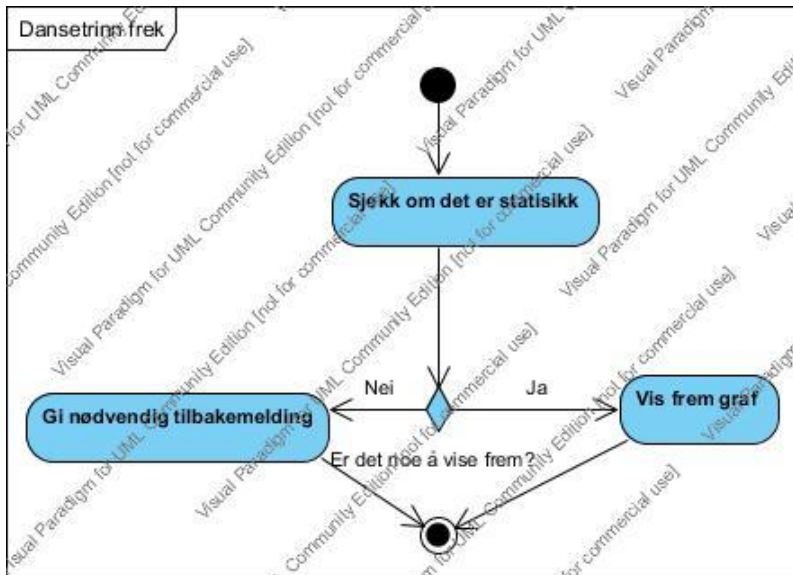 Dansetrinn frek
Sjekk om det er statisikk
Nei
Ja
Gi nødvendig tilbakemelding
Vis frem graf
Er det noe å vise frem?
Visual Paradigm for UML Community Edition [not for commercial use]